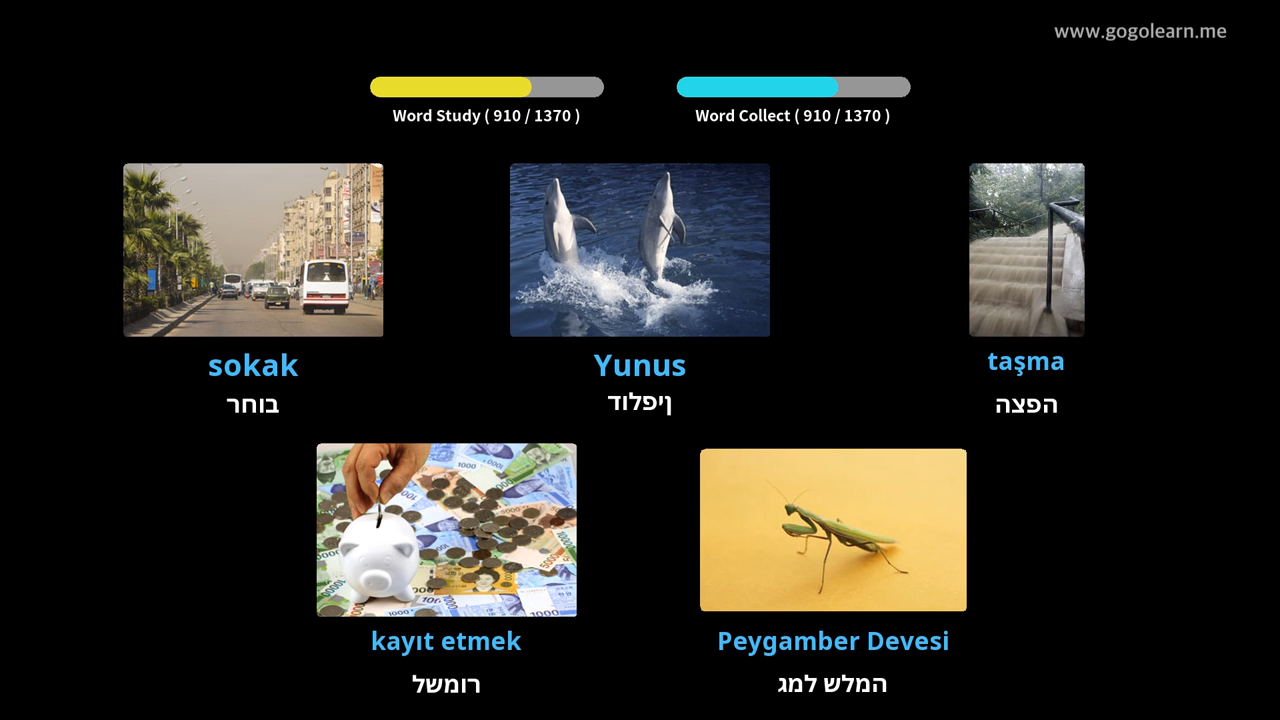 www.gogolearn.me
Word Study ( 910 / 1370 )
Word Collect ( 910 / 1370 )
sokak
בוחר
Yunus
ןיפלוד
taşma
הפצה
kayıt etmek
רומשל
Peygamber Devesi
המלש למג